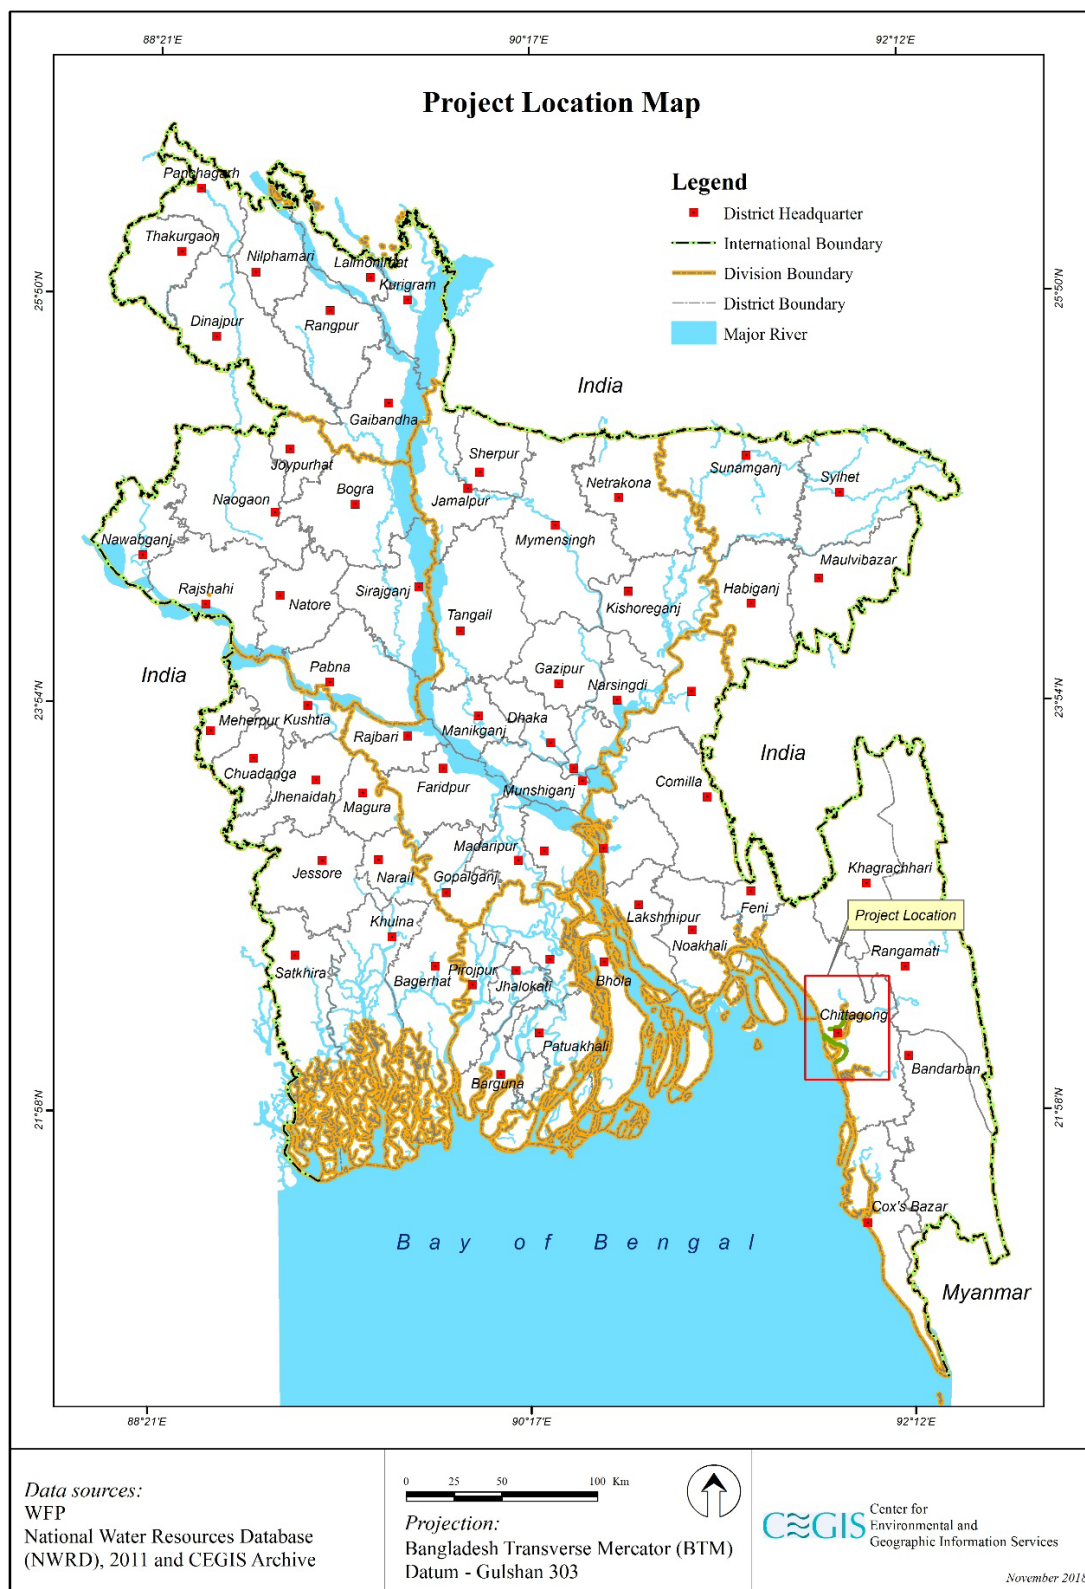 88°21'E
90°17'E
92°12'E
Project Location Map
Legend
District Headquarter
International Boundary
Division Boundary
District Boundary
Major River
25°50'N
25°50'N
Panchagarh
Thakurgaon
Nilphamari
Lalmonirhat
Kurigram
Dinajpur
Rangpur
Gaibandha
India
Joypurhat
Sherpur
Sunamganj
Sylhet
Naogaon
Bogra
Jamalpur
Netrakona
Nawabganj
Mymensingh
Maulvibazar
Rajshahi
Natore
Sirajganj
Kishoreganj
Habiganj
Tangail
India
Pabna
Gazipur
Narsingdi
23°54'N
23°54'N
Meherpur
Kushtia
Rajbari
Manikganj
Dhaka
India
Chuadanga
Jhenaidah
Magura
Faridpur
Munshiganj
Comilla
Jessore
Narail
Madaripur
Gopalganj
Khagrachhari
Khulna
Lakshmipur
Feni
Project Location
Noakhali
Satkhira
Bagerhat
Pirojpur
Jhalokati
Bhola
Rangamati
Chittagong
Patuakhali
Barguna
Bandarban
21°58'N
21°58'N
Cox's Bazar
Bay of Bengal
Myanmar
88°21'E
90°17'E
92°12'E
Data sources:
WFP
National Water Resources Database
(NWRD), 2011 and CEGIS Archive
0 25 50 100 Km
Projection:
Bangladesh Transverse Mercator (BTM)
Datum - Gulshan 303
CEGIS
Center for
Environmental and
Geographic Information Services
November 2018